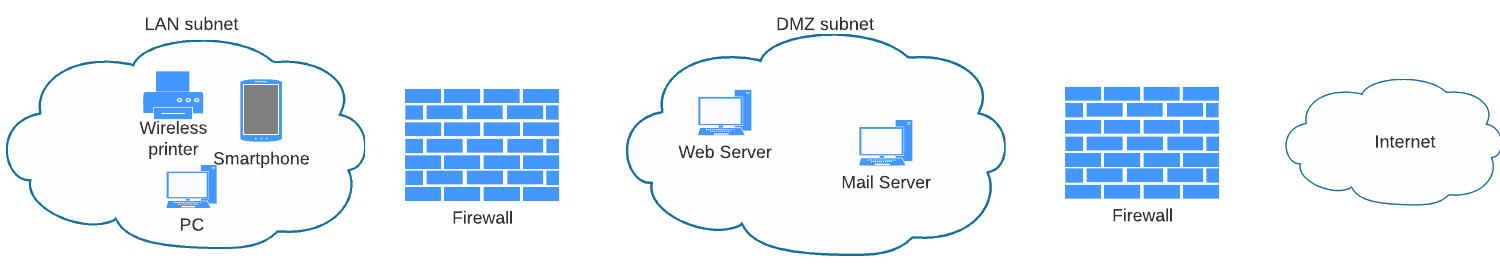 LAN subnet
DMZ subnet
Wireless
printer
Smartphone
PC
Firewall
Web Server
Mail Server
Firewall
Internet